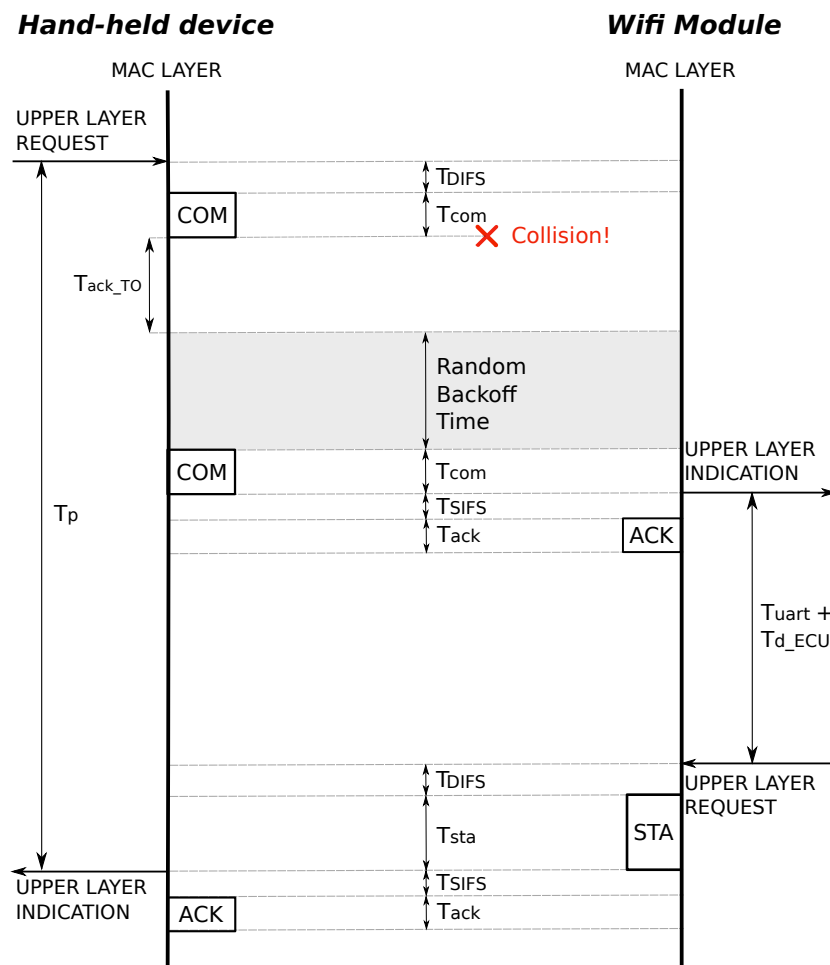 Hand-held device
Wifi Module
MAC LAYER
MAC LAYER
UPPER LAYER
REQUEST
TDIFS
COM
Tcom
Collision!
Tack_TO
Random
Backoff
Time
COM
Tcom
UPPER LAYER
INDICATION
TSIFS
Tp
Tack
ACK
Tuart +
Td_ECU
TDIFS
UPPER LAYER
REQUEST
Tsta
STA
TSIFS
UPPER LAYER
INDICATION
ACK
Tack